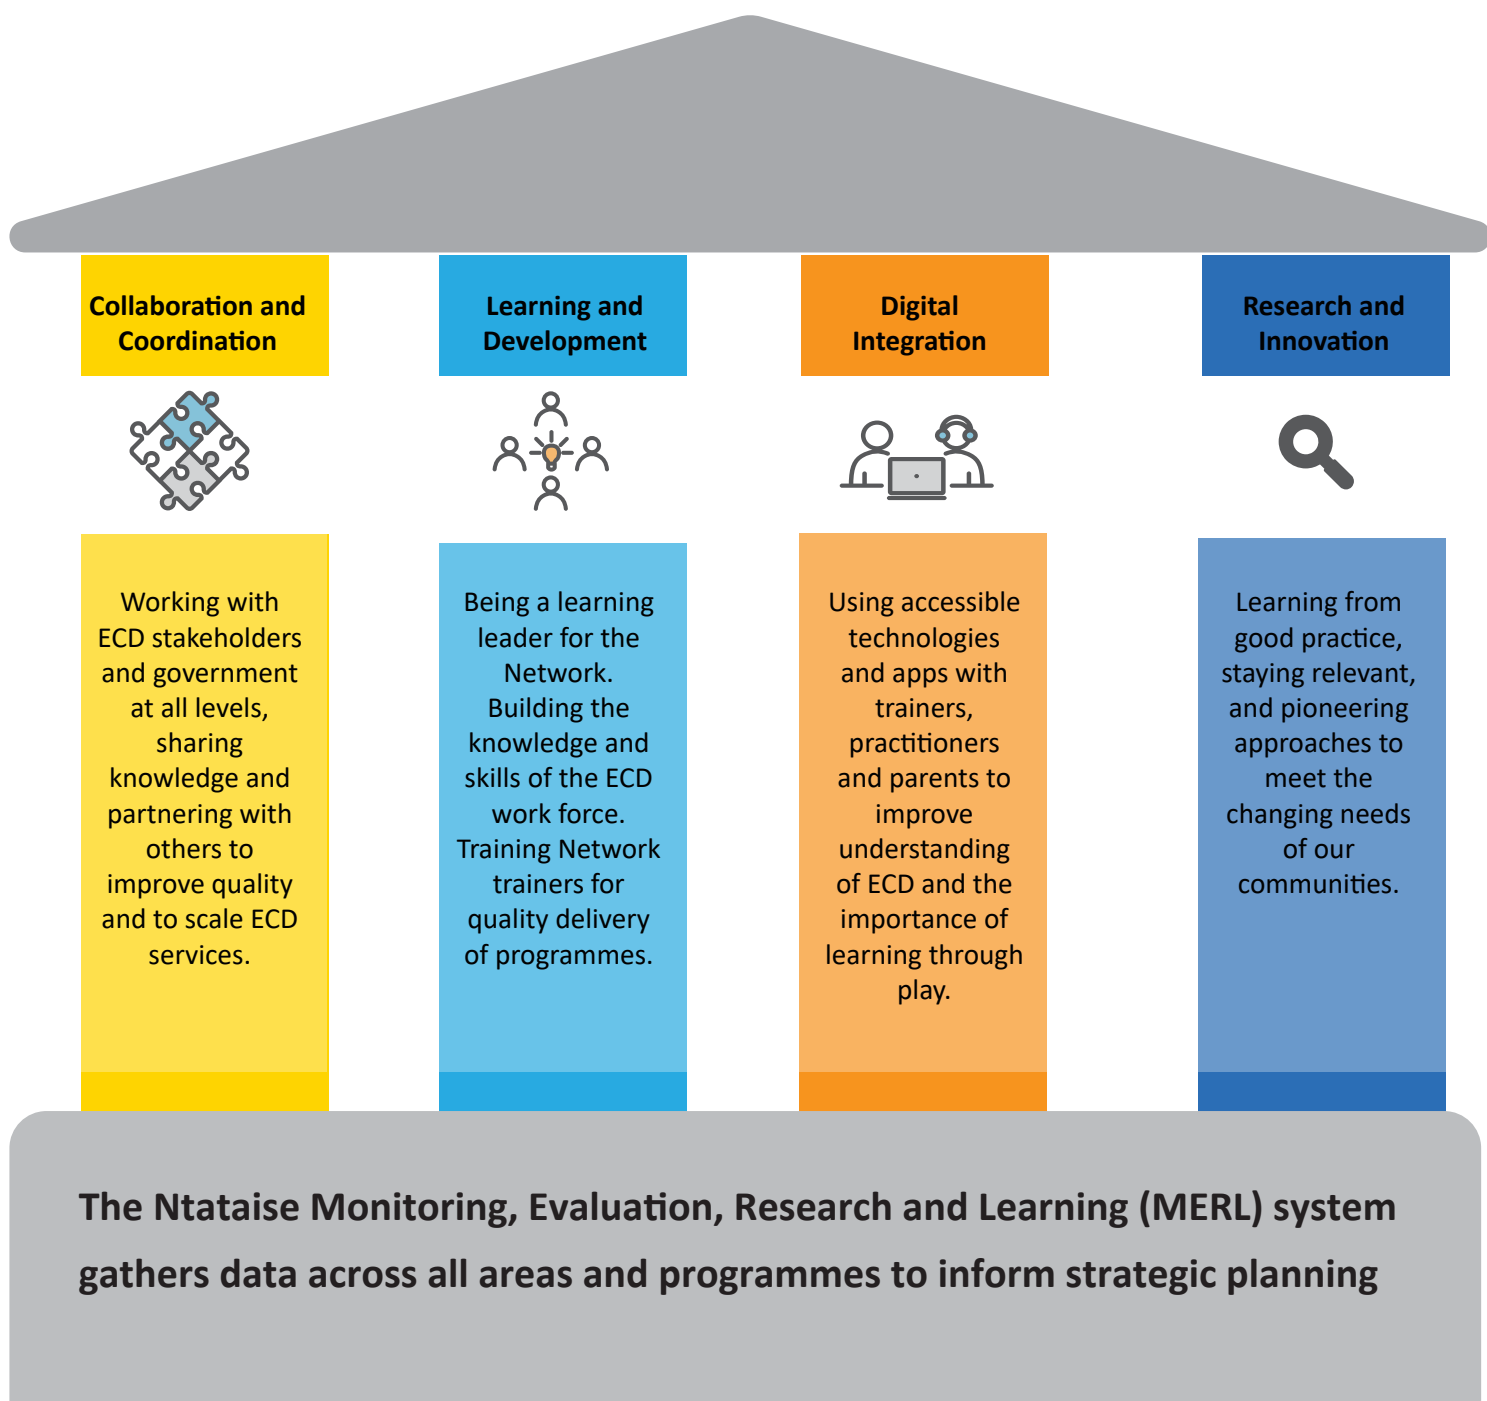 Collaboration and
Coordination
Learning and
Development
Digital
Integration
Research and
Innovation
Working with
ECD stakeholders
and government
at all levels,
sharing
knowledge and
partnering with
others to
improve quality
and to scale ECD
services.
Being a learning
leader for the
Network.
Building the
knowledge and
skills of the ECD
work force.
Training Network
trainers for
quality delivery
of programmes.
Using accessible
technologies
and apps with
trainers,
practitioners
and parents to
improve
understanding
of ECD and the
importance of
learning through
play.
Learning from
good practice,
staying relevant,
and pioneering
approaches to
meet the
changing needs
of our
communities.
The Ntataise Monitoring, Evaluation, Research and Learning (MERL) system
gathers data across all areas and programmes to inform strategic planning